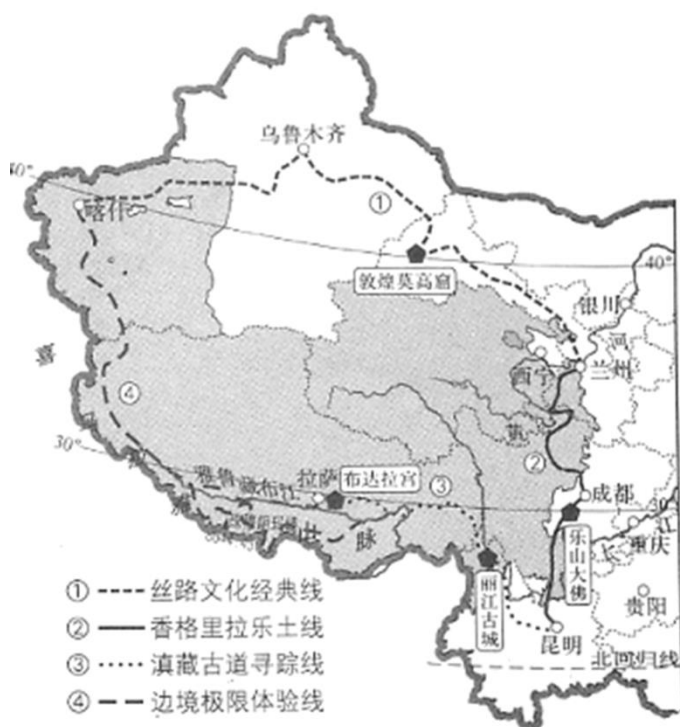 乌鲁木齐
40°
喀什
①
敦煌莫高窟
40°
银川
河
兰州
西宁
黄
喜
④
②
30°
雅鲁藏布江
拉萨
布达拉宫
③
成都
30°
江
重庆
山
脉
乐山大佛
丽江古城
贵阳
昆明
北回归线
① 丝路文化经典线
② 香格里拉乐土线
③ 滇藏古道寻踪线
④ 边境极限体验线